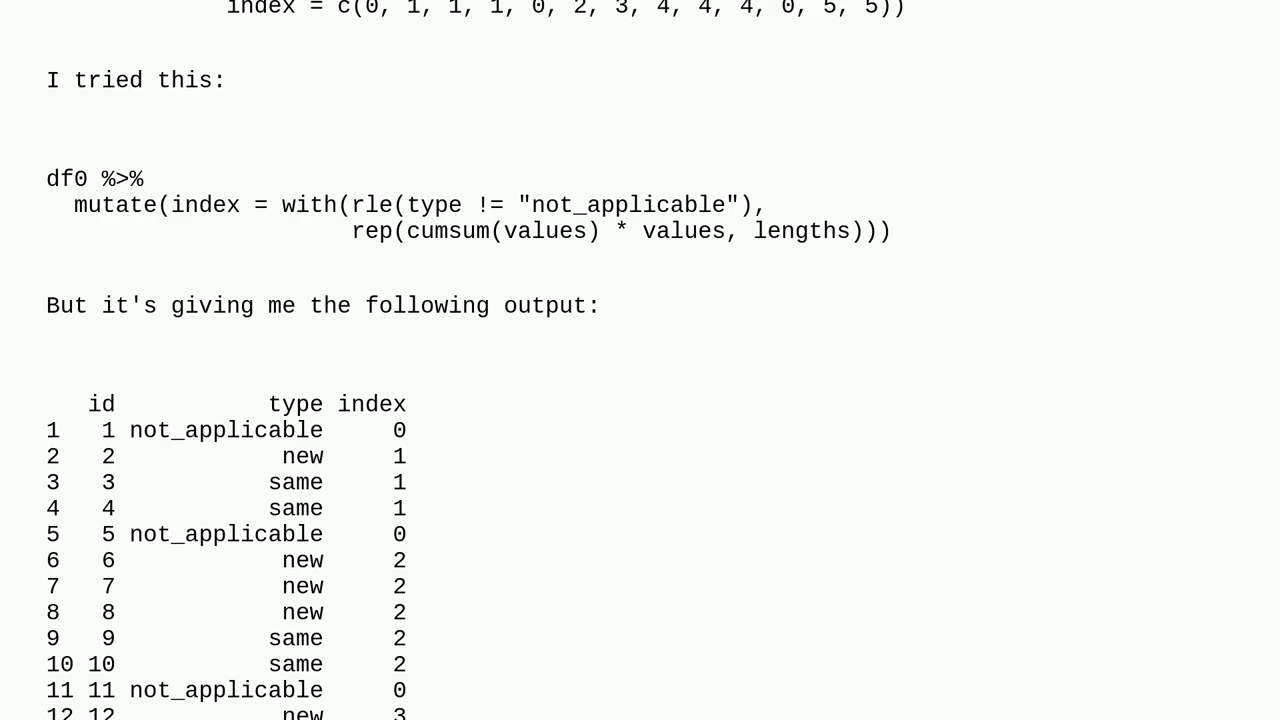 index = c(0, 1, 1, 1, 0, 2, 3, 4, 4, 4, 0, 5, 5))
I tried this:
df0 %>%
  mutate(index = with(rle(type != "not_applicable"),
                      rep(cumsum(values) * values, lengths)))
But it's giving me the following output:
   id           type index
1   1 not_applicable     0
2   2            new     1
3   3           same     1
4   4           same     1
5   5 not_applicable     0
6   6            new     2
7   7            new     2
8   8            new     2
9   9           same     2
10 10           same     2
11 11 not_applicable     0
12 12            new     3